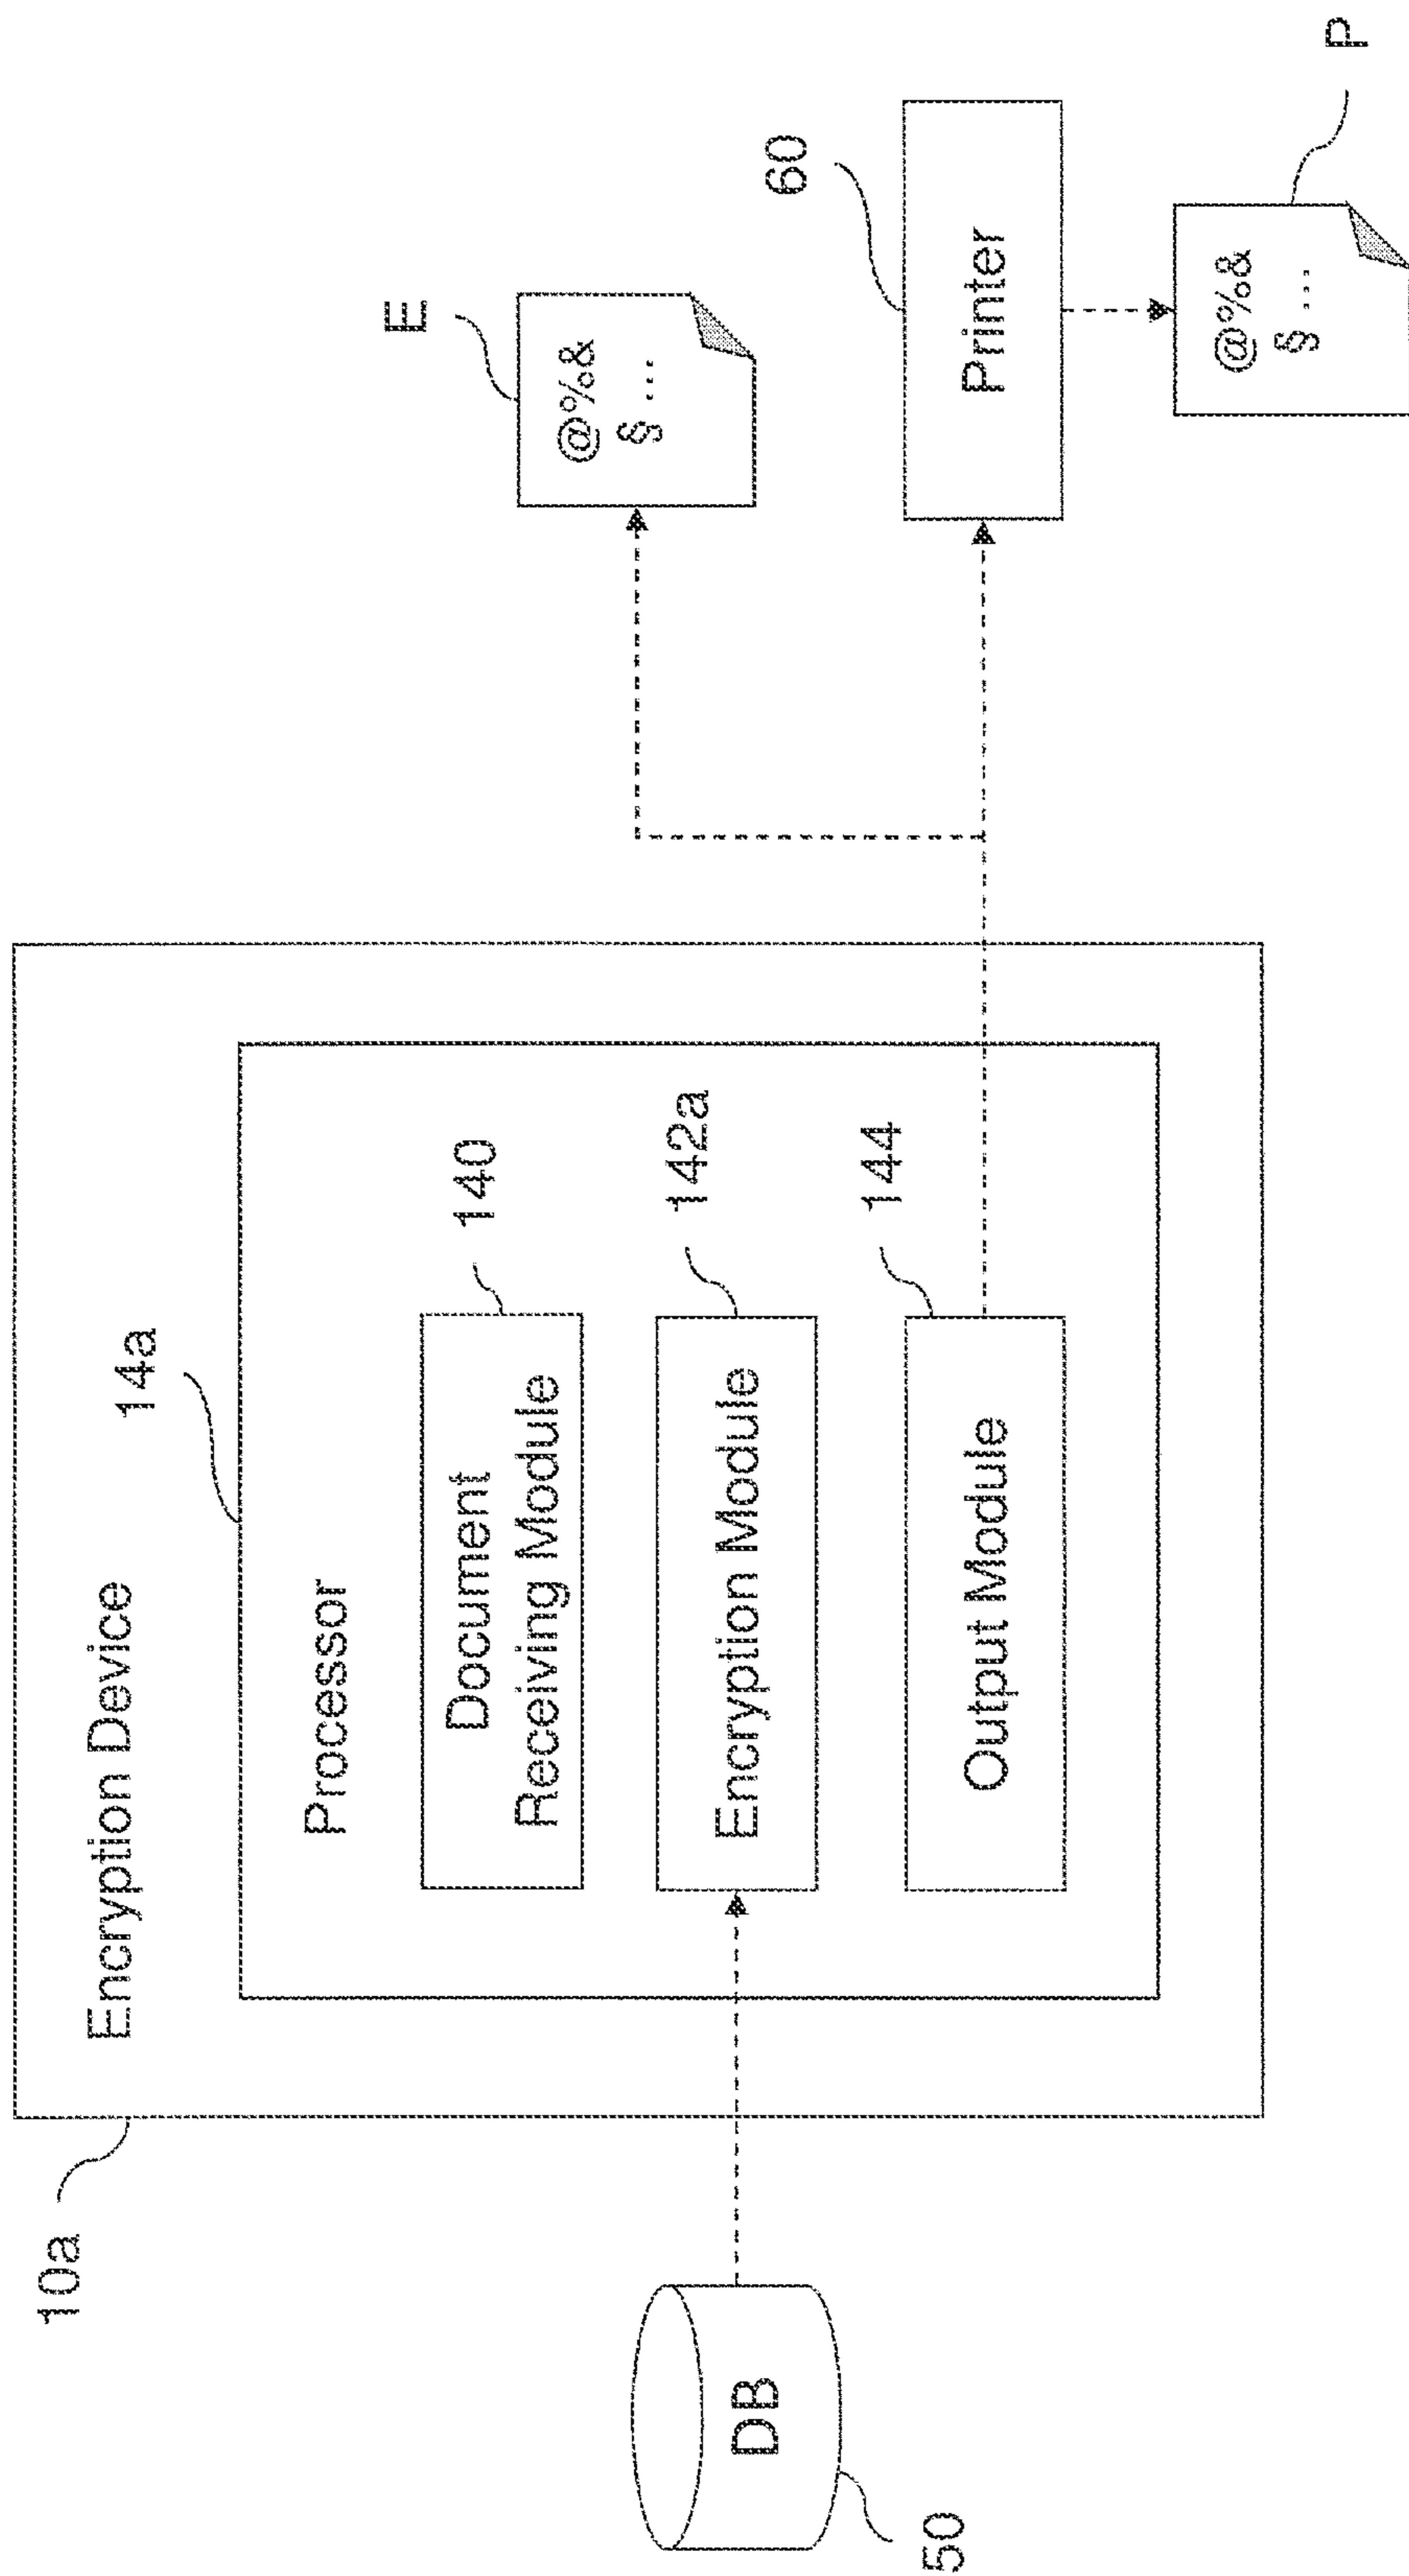 10a
Encryption Device
14a
Processor
140
Document
Receiving Module
142a
Encryption Module
144
Output Module
DB
50
E
@%&
§ ...
60
Printer
@%&
§ ...
P